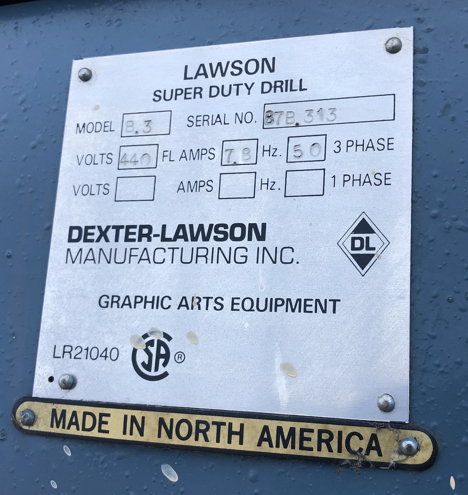 LAWSON
SUPER DUTY DRILL
MODEL B.3 SERIAL NO. 87B.313
VOLTS 440 FL AMPS 7.8 Hz. 50 3 PHASE
VOLTS AMPS Hz. 1 PHASE
DEXTER-LAWSON
MANUFACTURING INC.
DL
GRAPHIC ARTS EQUIPMENT
LR21040 SA ®
MADE IN NORTH AMERICA